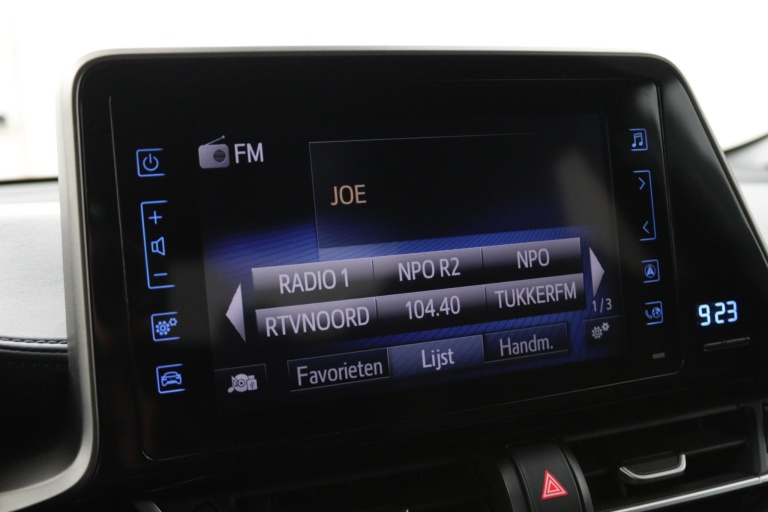 FM
JOE
RADIO 1 NPO R2 NPO
RTVNOORD 104.40 TUKKERFM
1/3
Favorieten Lijst Handm.
9:23